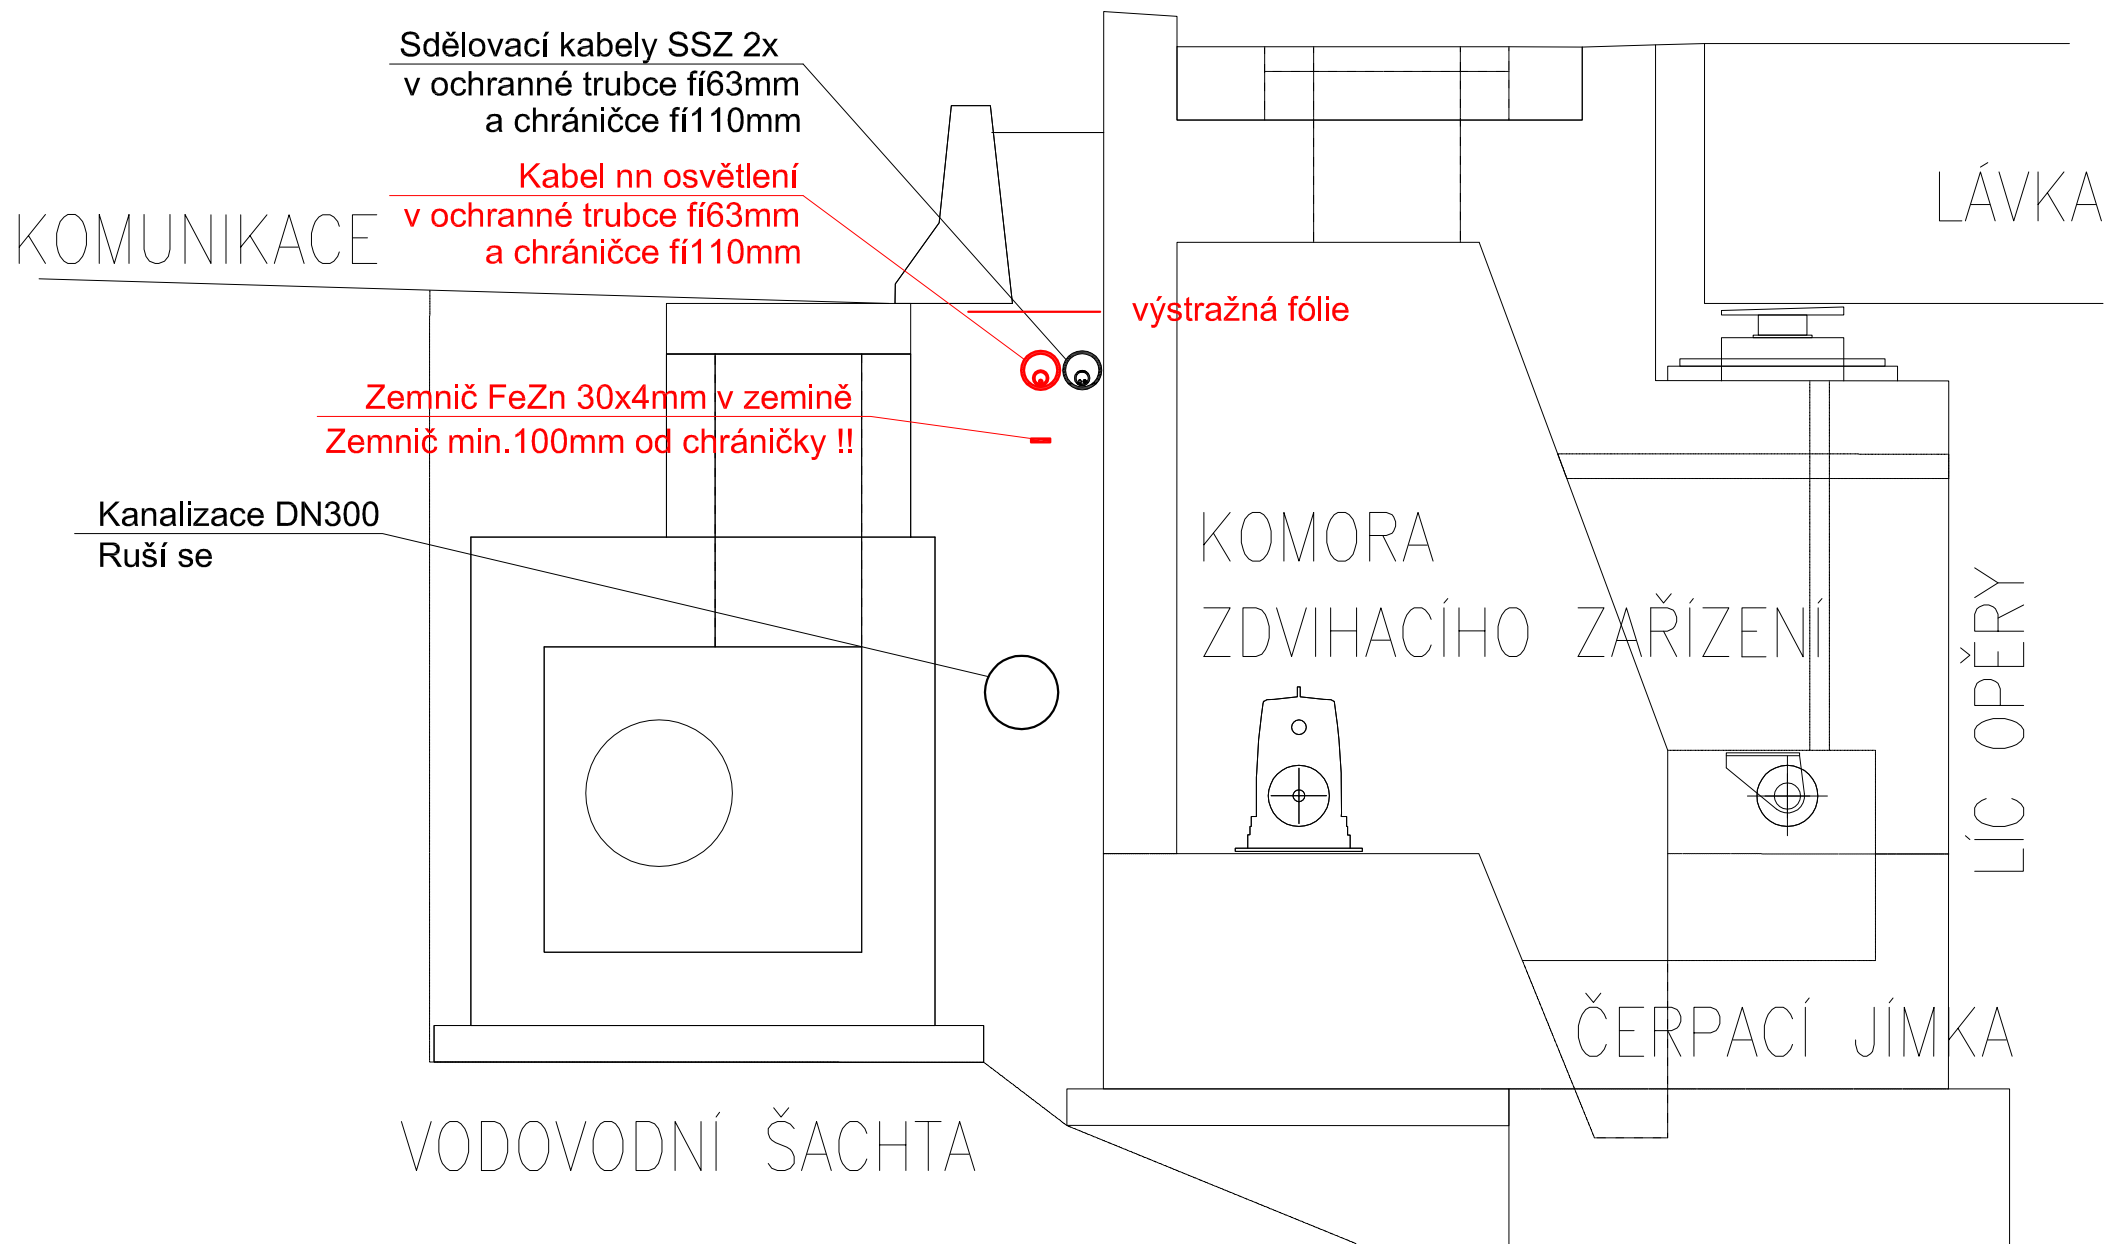 Sdělovací kabely SSZ 2x
v ochranné trubce fí63mm
a chráničce fí110mm
Kabel nn osvětlení
v ochranné trubce fí63mm
a chráničce fí110mm
KOMUNIKACE
LÁVKA
výstražná fólie
Zemnič FeZn 30x4mm v zemině
Zemnič min.100mm od chráničky !!
Kanalizace DN300
Ruší se
KOMORA
ZDVIHACÍHO ZAŘÍZENÍ
LÍC OPĚRY
ČERPACÍ JÍMKA
VODOVODNÍ ŠACHTA